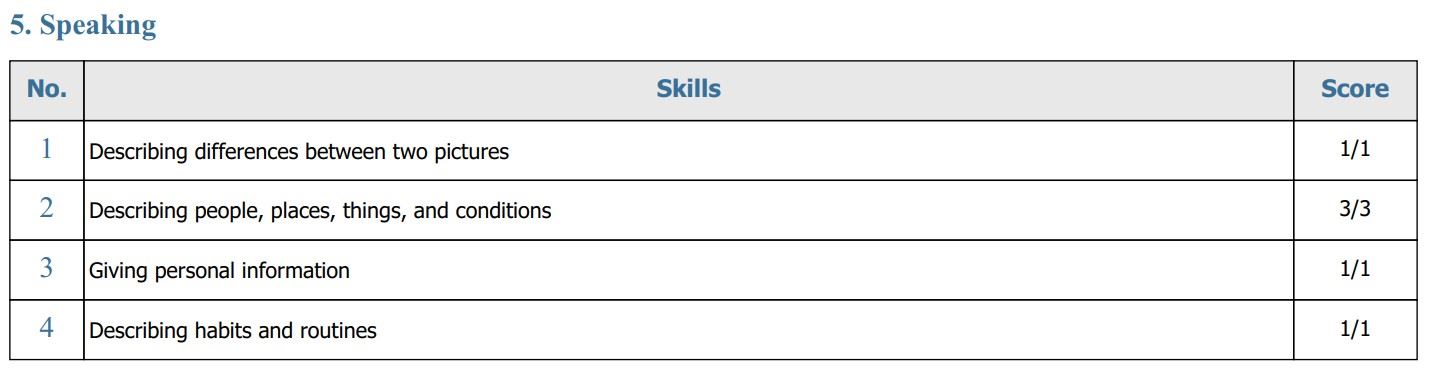 5. Speaking
No. Skills Score
1 Describing differences between two pictures 1/1
2 Describing people, places, things, and conditions 3/3
3 Giving personal information 1/1
4 Describing habits and routines 1/1